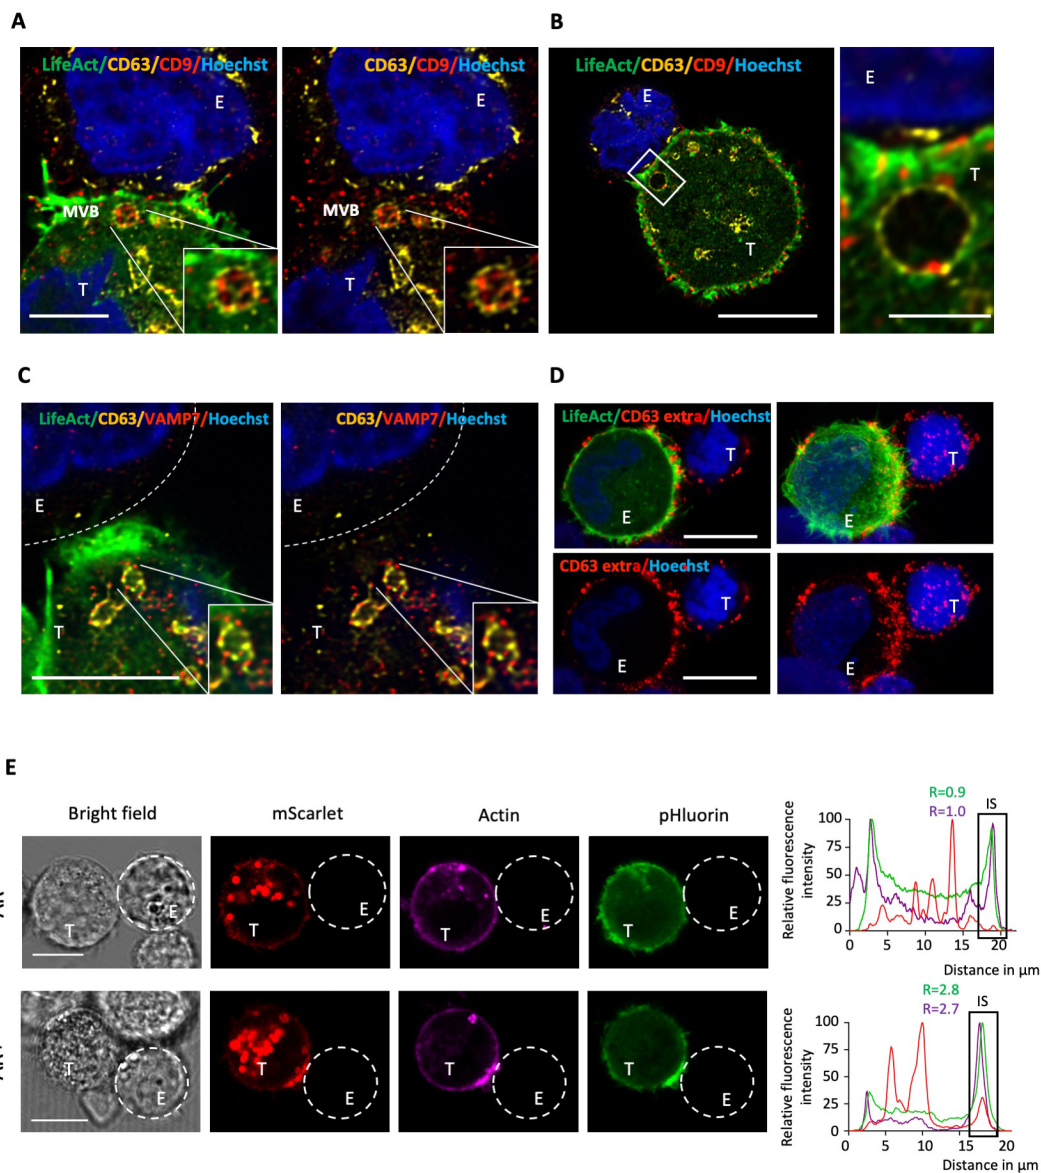 A
B
LifeAct/CD63/CD9/Hoechst
CD63/CD9/Hoechst
LifeAct/CD63/CD9/Hoechst
E
E
E
E
MVB
MVB
T
T
T
T
C
D
LifeAct/CD63/VAMP7/Hoechst
CD63/VAMP7/Hoechst
LifeAct/CD63 extra/Hoechst
T
T
E
E
E
E
CD63 extra/Hoechst
T
T
T
T
E
E
E
Bright field
mScarlet
Actin
pHluorin
R=0.9
R=1.0
IS
Relative fluorescence
intensity
100
75
50
25
0
0 5 10 15 20
Distance in μm
T
E
T
E
T
E
T
E
R=2.8
R=2.7
IS
Relative fluorescence
intensity
100
75
50
25
0
0 5 10 15 20
Distance in μm
T
E
T
E
T
E
T
E